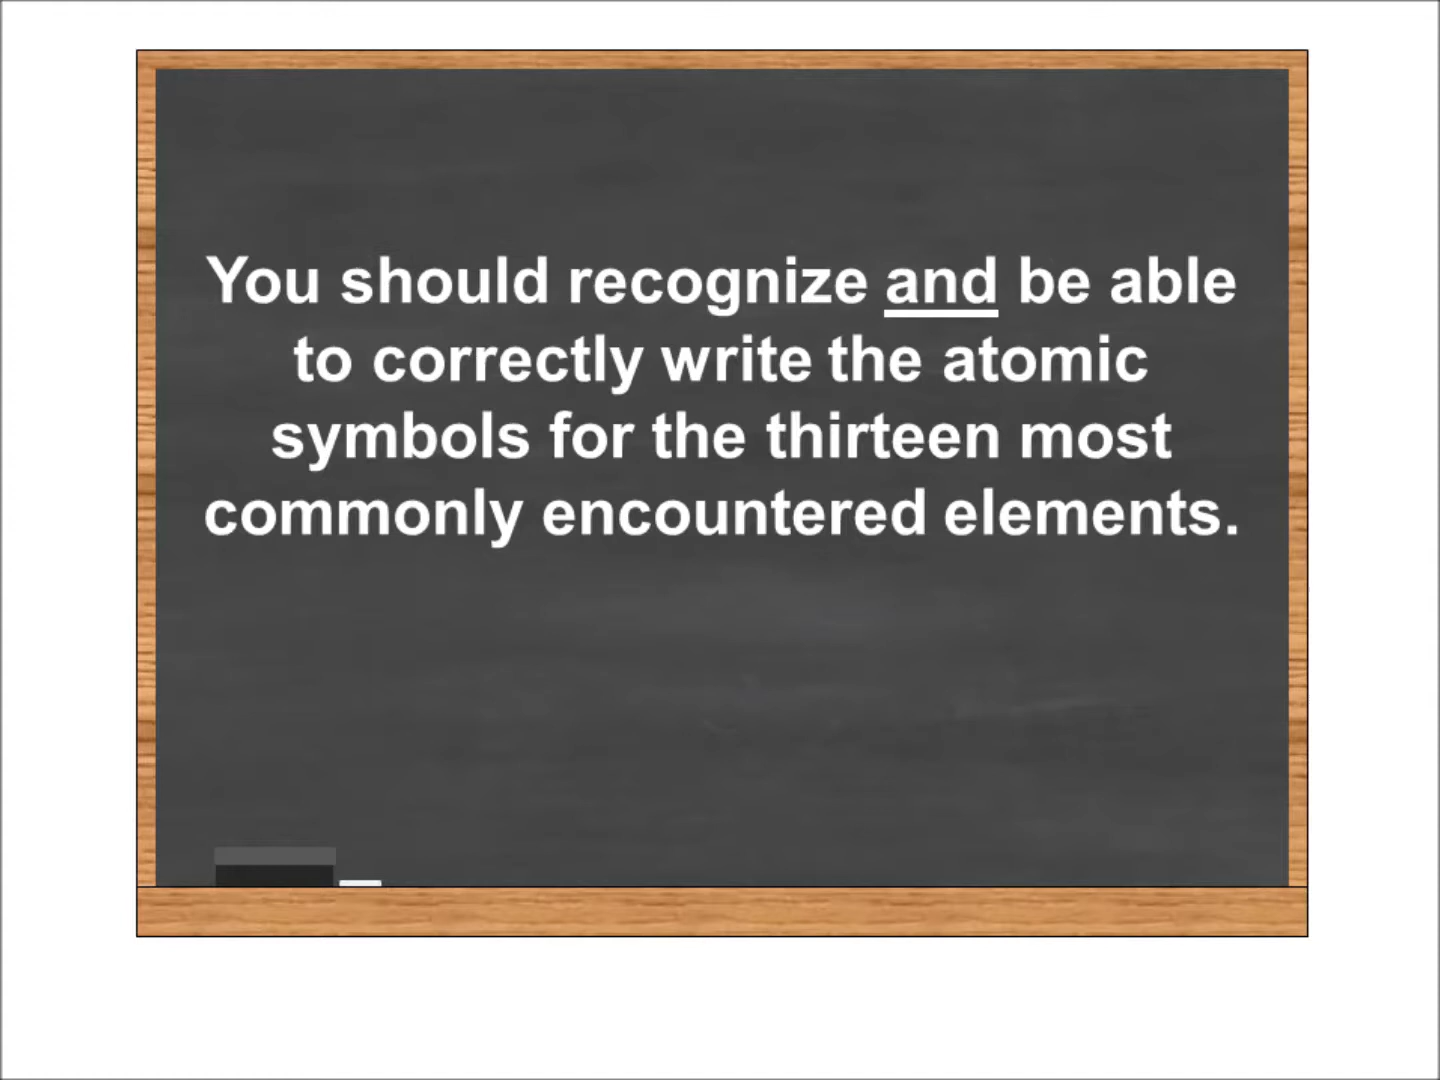 You should recognize and be able
to correctly write the atomic
symbols for the thirteen most
commonly encountered elements.